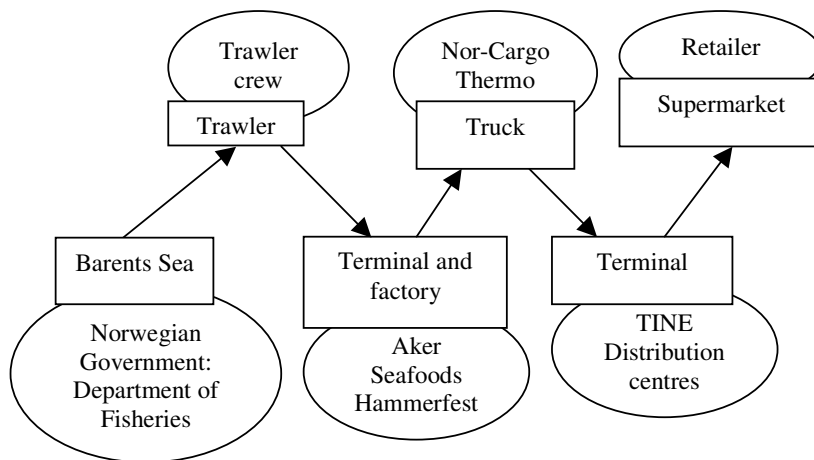 Trawler
crew
Trawler
Nor-Cargo
Thermo
Truck
Retailer
Supermarket
Barents Sea
Norwegian
Government:
Department of
Fisheries
Terminal and
factory
Aker
Seafoods
Hammerfest
Terminal
TINE
Distribution
centres